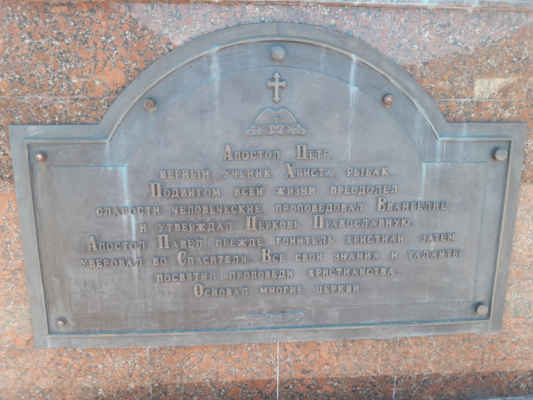 Апостол Петр.
верный ученик Христа, рыбак.
Подвигом всей жизни преодолел
слабости человеческие проповедовал Евангелие
и утверждал Церковь Православную.
Апостол Павел прежде гонитель христиан затем
уверовал во Спасителя. Все свои знания и таланты
посветил проповеди христианства.
Основал многие церкви